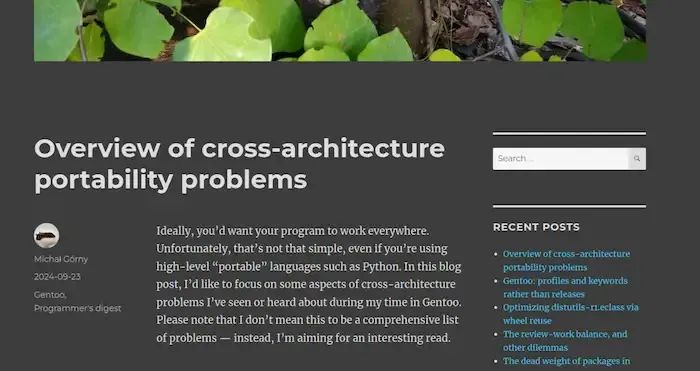 Overview of cross-architecture
portability problems
Michał Górny
2024-09-23
Gentoo,
Programmer's digest
Ideally, you'd want your program to work everywhere.
Unfortunately, that's not that simple, even if you're using
high-level “portable” languages such as Python. In this blog
post, I'd like to focus on some aspects of cross-architecture
problems I've seen or heard about during my time in Gentoo.
Please note that I don't mean this to be a comprehensive list
of problems — instead, I'm aiming for an interesting read.
Search …
RECENT POSTS
Overview of cross-architecture
portability problems
Gentoo: profiles and keywords
rather than releases
Optimizing distutils-r1.eclass via
wheel reuse
The review-work balance, and
other dilemmas
The dead weight of packages in